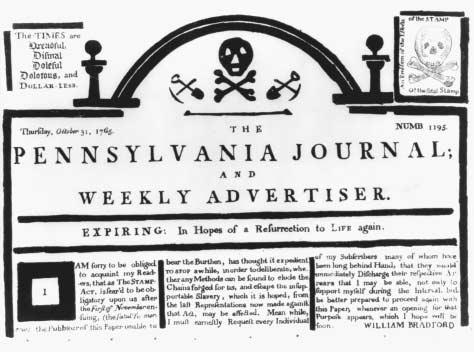 The TIMES are
Dreadful,
Dismal
Doleful
Dolorous, and
DOLLAR-LESS.
An Emblem of the Effects
of the STAMP
O! the fatal Stamp
Thursday, October 31, 1765.
THE
NUMB 1195.
PENNSYLVANIA JOURNAL;
AND
WEEKLY ADVERTISER.
EXPIRING: In Hopes of a Resurrection to LIFE again.
I AM sorry to be obliged
to acquaint my Read-
ers, that as The STAMP-
Act, is fear'd to be ob-
ligatory upon us after
the First of November en-
suing, (the fatal To-mor-
row) the Publisher of this Paper unable to
bear the Burthen, has thought it expedient
TO STOP awhile, in order to deliberate, whe-
ther any Methods can be found to elude the
Chains forged for us, and escape the insup-
portable Slavery, which it is hoped, from
the last Representations now made against
that Act, may be effected. Mean while,
I must earnestly Request every Individual
of my Subscribers many of whom have
been long behind Hand, that they would
immediately Discharge their respective Ar
rears that I may be able, not only to
support myself during the Interval, but
be better prepared to proceed again with
this Paper, whenever an opening for that
Purpose appears, which I hope will be
soon.
WILLIAM BRADFORD